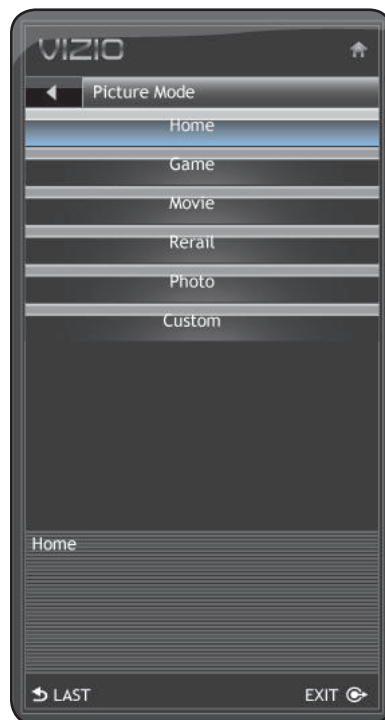 VIZIO
Picture Mode
Home
Game
Movie
Rerail
Photo
Custom
Home
LAST
EXIT